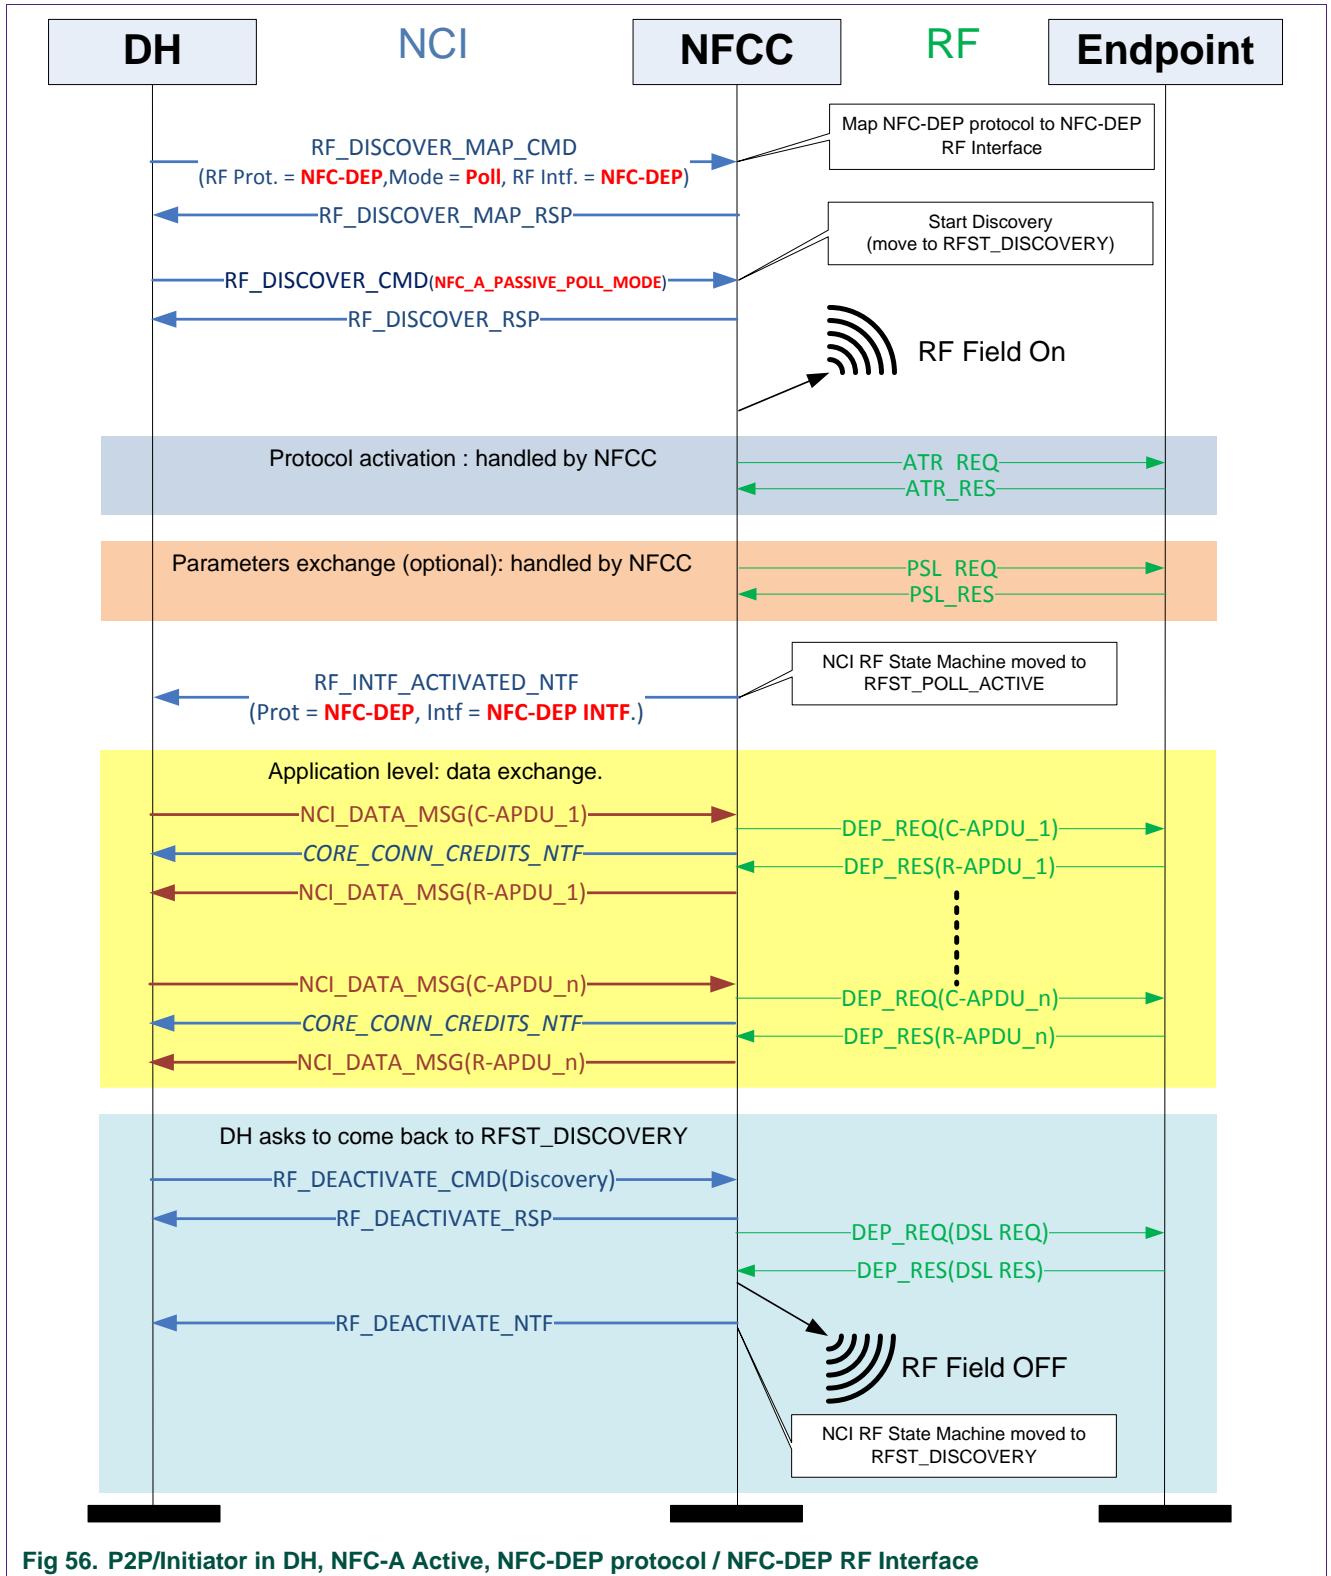 DH
NCI
NFCC
RF
Endpoint
Map NFC-DEP protocol to NFC-DEP
RF Interface
RF_DISCOVER_MAP_CMD
(RF Prot. = NFC-DEP,Mode = Poll, RF Intf. = NFC-DEP)
RF_DISCOVER_MAP_RSP
Start Discovery
(move to RFST_DISCOVERY)
RF_DISCOVER_CMD(NFC_A_PASSIVE_POLL_MODE)
RF_DISCOVER_RSP
RF Field On
Protocol activation : handled by NFCC
ATR_REQ
ATR_RES
Parameters exchange (optional): handled by NFCC
PSL_REQ
PSL_RES
NCI RF State Machine moved to
RFST_POLL_ACTIVE
RF_INTF_ACTIVATED_NTF
(Prot = NFC-DEP, Intf = NFC-DEP INTF.)
Application level: data exchange.
NCI_DATA_MSG(C-APDU_1)
DEP_REQ(C-APDU_1)
CORE_CONN_CREDITS_NTF
DEP_RES(R-APDU_1)
NCI_DATA_MSG(R-APDU_1)
NCI_DATA_MSG(C-APDU_n)
DEP_REQ(C-APDU_n)
CORE_CONN_CREDITS_NTF
DEP_RES(R-APDU_n)
NCI_DATA_MSG(R-APDU_n)
DH asks to come back to RFST_DISCOVERY
RF_DEACTIVATE_CMD(Discovery)
RF_DEACTIVATE_RSP
DEP_REQ(DSL REQ)
DEP_RES(DSL RES)
RF_DEACTIVATE_NTF
RF Field OFF
NCI RF State Machine moved to
RFST_DISCOVERY
Fig 56. P2P/Initiator in DH, NFC-A Active, NFC-DEP protocol / NFC-DEP RF Interface